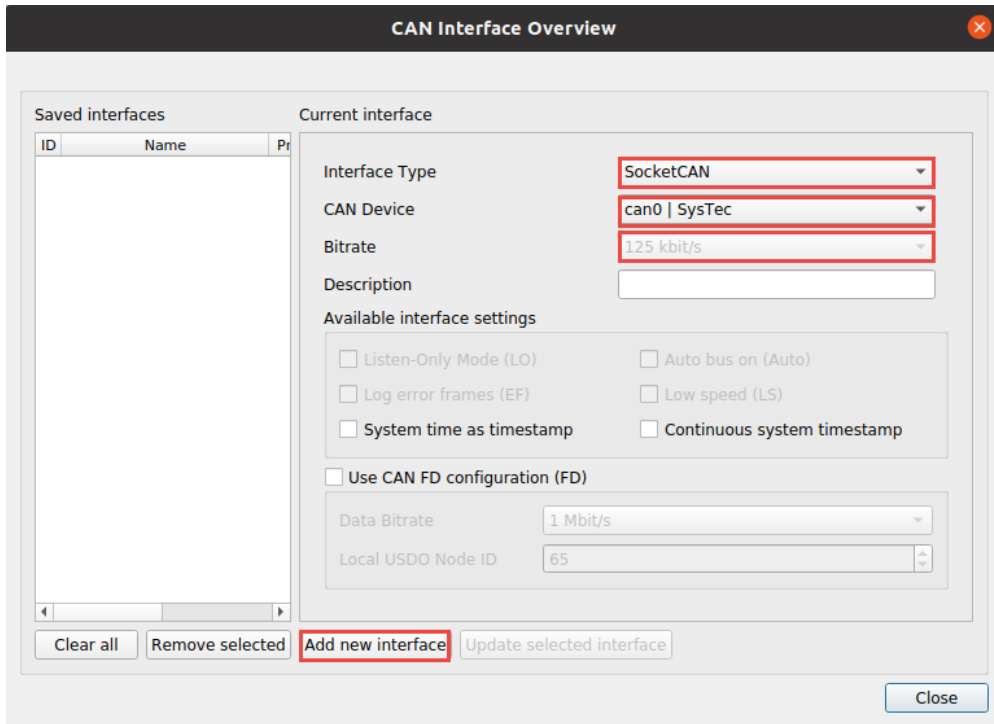 CAN Interface Overview
Saved interfaces
Current interface
ID Name Pr
Interface Type SocketCAN
CAN Device can0 | SysTec
Bitrate 125 kbit/s
Description
Available interface settings
Listen-Only Mode (LO) Auto bus on (Auto)
Log error frames (EF) Low speed (LS)
System time as timestamp Continuous system timestamp
Use CAN FD configuration (FD)
Data Bitrate 1 Mbit/s
Local USDO Node ID 65
Clear all Remove selected Add new interface Update selected interface
Close